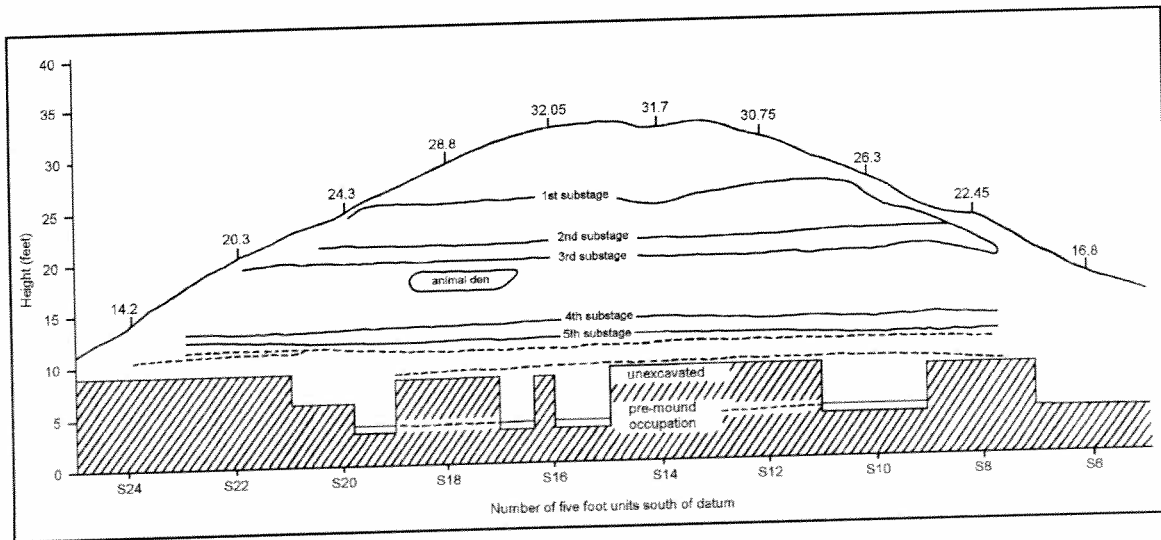 40
35
30
25
20
15
10
5
0
Height (feet)
14.2
20.3
24.3
28.8
32.05
31.7
30.75
26.3
22.45
16.8
1st substage
2nd substage
3rd substage
animal den
4th substage
5th substage
unexcavated
pre-mound
occupation
S24 S22 S20 S18 S16 S14 S12 S10 S8 S6
Number of five foot units south of datum